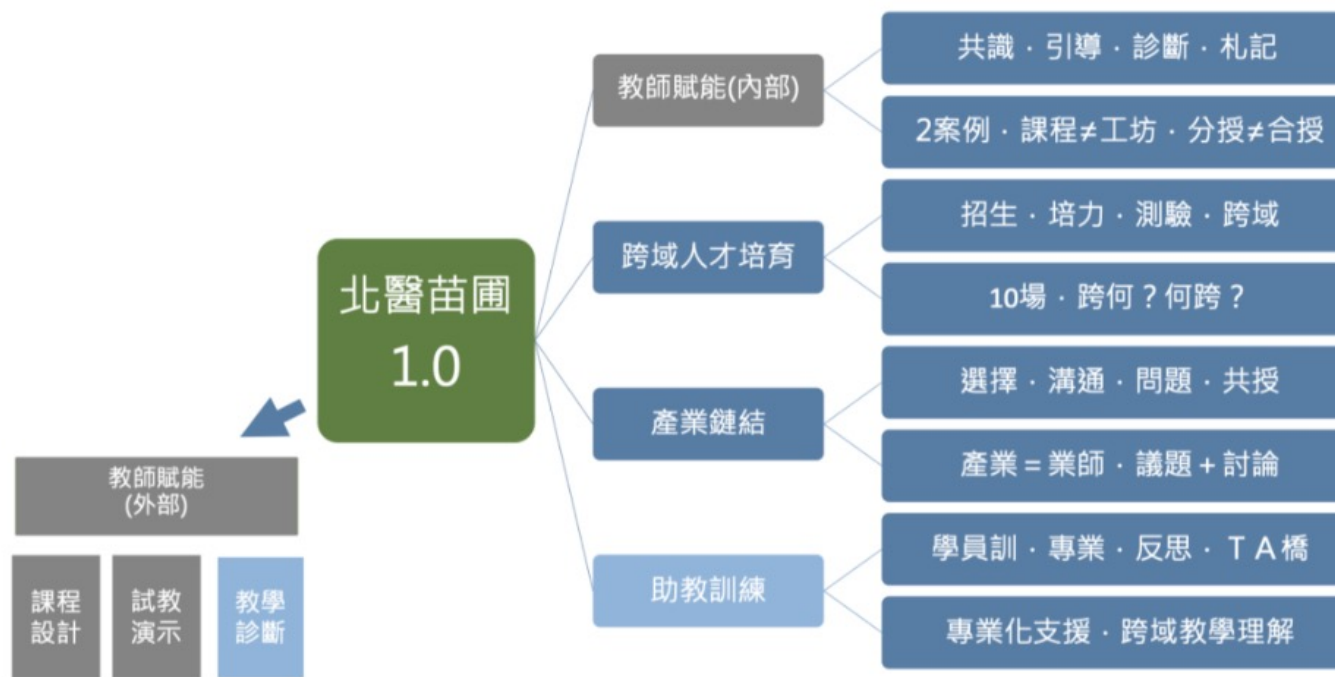 北醫苗圃
1.0
教師賦能(內部)
共識．引導．診斷．札記
2案例．課程≠工坊．分授≠合授
跨域人才培育
招生．培力．測驗．跨域
10場．跨何？何跨？
產業鏈結
選擇．溝通．問題．共授
產業＝業師．議題＋討論
助教訓練
學員訓．專業．反思．ＴＡ橋
專業化支援．跨域教學理解
教師賦能
(外部)
課程
設計
試教
演示
教學
診斷